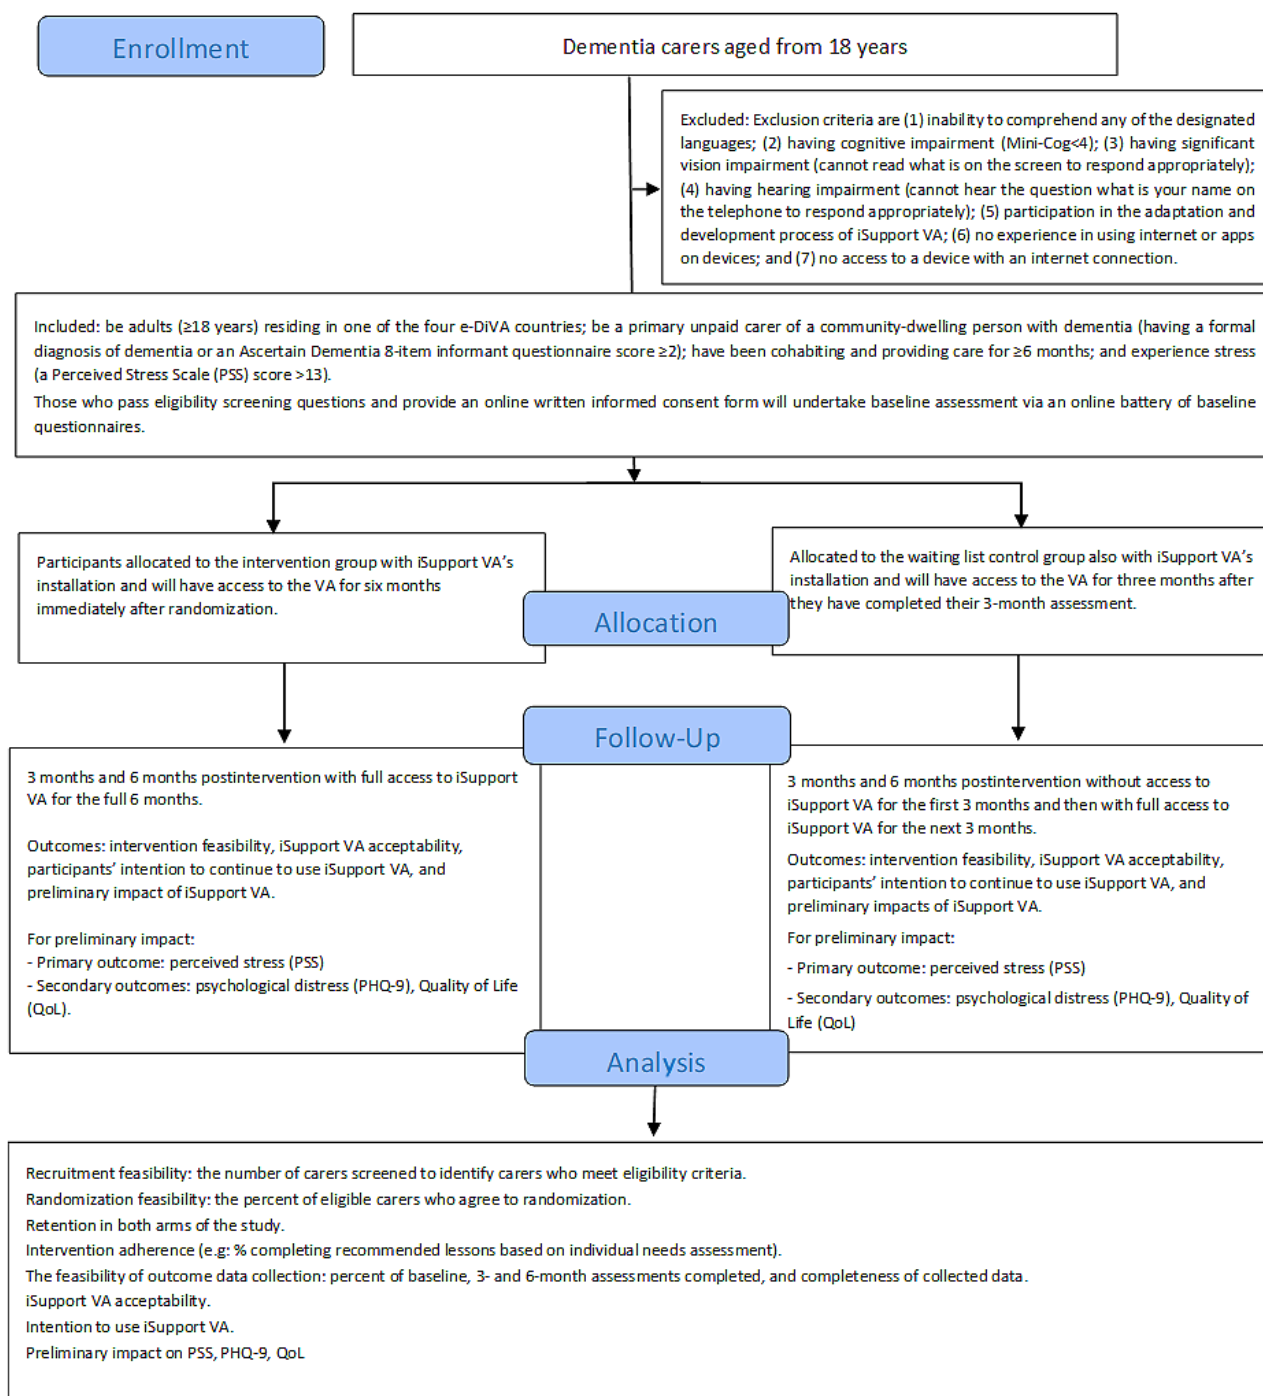 Enrollment
Dementia carers aged from 18 years
Excluded: Exclusion criteria are (1) inability to comprehend any of the designated
languages; (2) having cognitive impairment (Mini-Cog<4); (3) having significant
vision impairment (cannot read what is on the screen to respond appropriately);
(4) having hearing impairment (cannot hear the question what is your name on
the telephone to respond appropriately); (5) participation in the adaptation and
development process of iSupport VA; (6) no experience in using internet or apps
on devices; and (7) no access to a device with an internet connection.
Included: be adults (≥18 years) residing in one of the four e-DiVA countries; be a primary unpaid carer of a community-dwelling person with dementia (having a formal
diagnosis of dementia or an Ascertain Dementia 8-item informant questionnaire score ≥2); have been cohabiting and providing care for ≥6 months; and experience stress
(a Perceived Stress Scale (PSS) score >13).
Those who pass eligibility screening questions and provide an online written informed consent form will undertake baseline assessment via an online battery of baseline
questionnaires.
Participants allocated to the intervention group with iSupport VA's
installation and will have access to the VA for six months
immediately after randomization.
Allocated to the waiting list control group also with iSupport VA's
installation and will have access to the VA for three months after
they have completed their 3-month assessment.
Allocation
Follow-Up
3 months and 6 months postintervention with full access to iSupport
VA for the full 6 months.
Outcomes: intervention feasibility, iSupport VA acceptability,
participants' intention to continue to use iSupport VA, and
preliminary impact of iSupport VA.
For preliminary impact:
- Primary outcome: perceived stress (PSS)
- Secondary outcomes: psychological distress (PHQ-9), Quality of Life
(QoL).
3 months and 6 months postintervention without access to
iSupport VA for the first 3 months and then with full access to
iSupport VA for the next 3 months.
Outcomes: intervention feasibility, iSupport VA acceptability,
participants' intention to continue to use iSupport VA, and
preliminary impacts of iSupport VA.
For preliminary impact:
- Primary outcome: perceived stress (PSS)
- Secondary outcomes: psychological distress (PHQ-9), Quality of
Life (QoL)
Analysis
Recruitment feasibility: the number of carers screened to identify carers who meet eligibility criteria.
Randomization feasibility: the percent of eligible carers who agree to randomization.
Retention in both arms of the study.
Intervention adherence (e.g: % completing recommended lessons based on individual needs assessment).
The feasibility of outcome data collection: percent of baseline, 3- and 6-month assessments completed, and completeness of collected data.
iSupport VA acceptability.
Intention to use iSupport VA.
Preliminary impact on PSS, PHQ-9, QoL